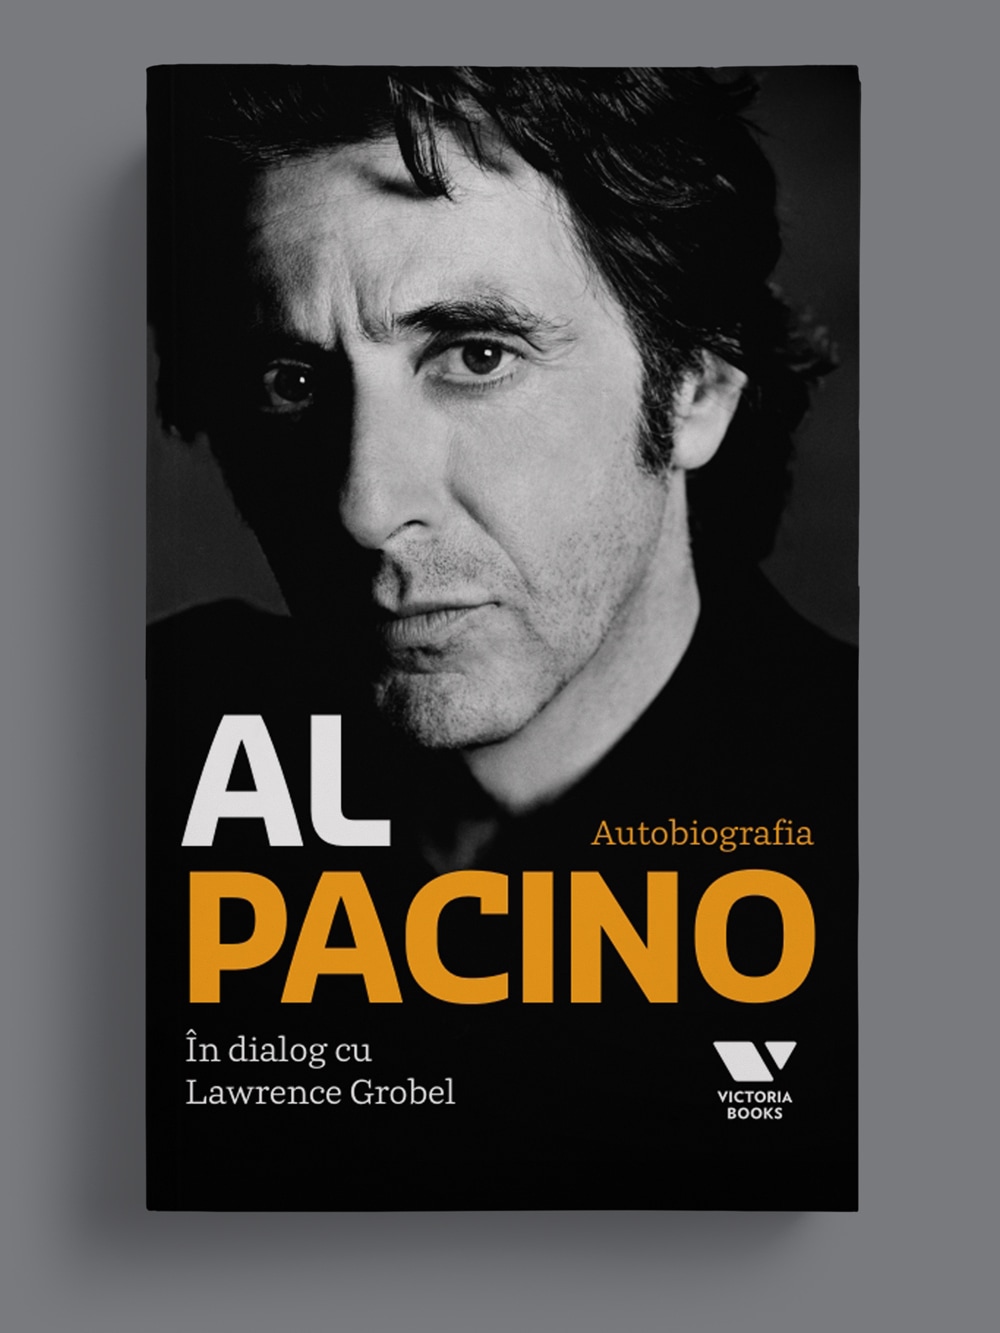 AL
Autobiografia
PACINO
În dialog cu
Lawrence Grobel
VICTORIA
BOOKS